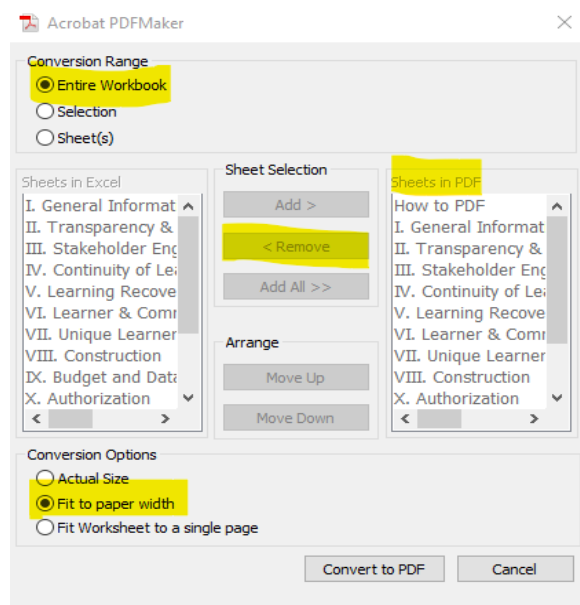 Acrobat PDFMaker
Conversion Range
Entire Workbook
Selection
Sheet(s)
Sheets in Excel
I. General Informat
II. Transparency &
III. Stakeholder Eng
IV. Continuity of Lea
V. Learning Recove
VI. Learner & Comr
VII. Unique Learner
VIII. Construction
IX. Budget and Data
X. Authorization
Sheet Selection
Add >
< Remove
Add All >>
Arrange
Move Up
Move Down
Sheets in PDF
How to PDF
I. General Informat
II. Transparency &
III. Stakeholder Eng
IV. Continuity of Lea
V. Learning Recove
VI. Learner & Comr
VII. Unique Learner
VIII. Construction
X. Authorization
Conversion Options
Actual Size
Fit to paper width
Fit Worksheet to a single page
Convert to PDF
Cancel